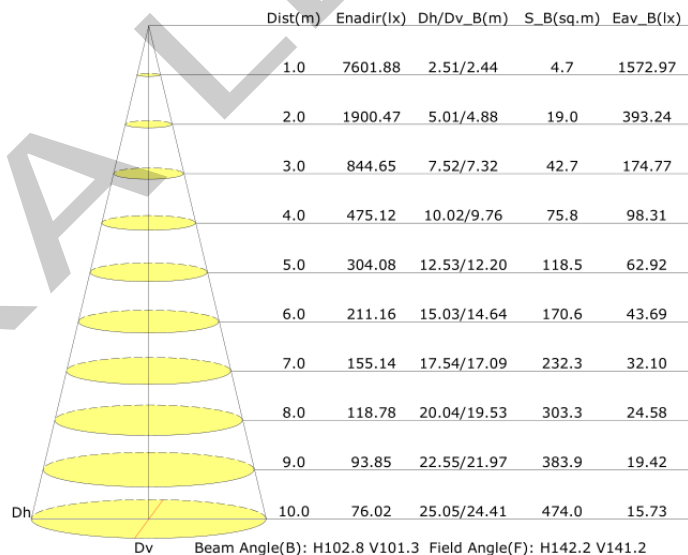 Dist(m) Enadir(lx) Dh/Dv_B(m) S_B(sq.m) Eav_B(lx)
1.0 7601.88 2.51/2.44 4.7 1572.97
2.0 1900.47 5.01/4.88 19.0 393.24
3.0 844.65 7.52/7.32 42.7 174.77
4.0 475.12 10.02/9.76 75.8 98.31
5.0 304.08 12.53/12.20 118.5 62.92
6.0 211.16 15.03/14.64 170.6 43.69
7.0 155.14 17.54/17.09 232.3 32.10
8.0 118.78 20.04/19.53 303.3 24.58
9.0 93.85 22.55/21.97 383.9 19.42
Dh 10.0 76.02 25.05/24.41 474.0 15.73
Dv Beam Angle(B): H102.8 V101.3 Field Angle(F): H142.2 V141.2